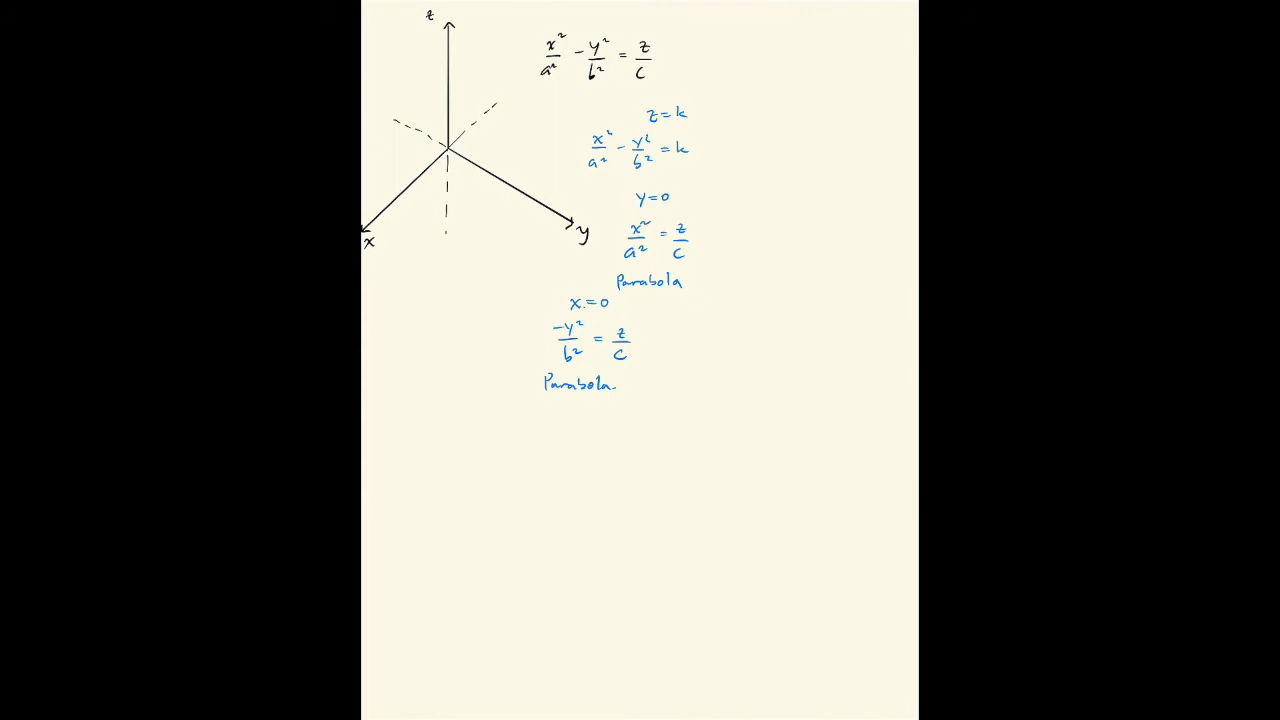 z
x²/a² - y²/b² = z/c
z = k
x²/a² - y²/b² = k
y = 0
x²/a² = z/c
x
y
Parabola
x = 0
-y²/b² = z/c
Parabola.